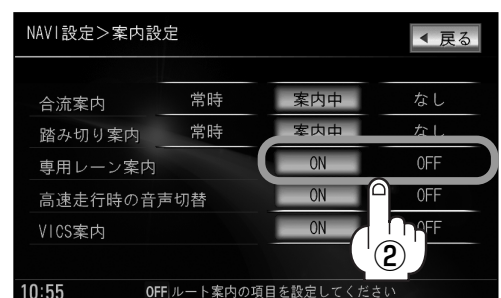 NAVI設定>案内設定
◀ 戻る
合流案内 常時 案内中 なし
踏み切り案内 常時 案内中 なし
専用レーン案内 ON OFF
高速走行時の音声切替 ON OFF
VICS案内 ON OFF
②
10:55 OFF ルート案内の項目を設定してください